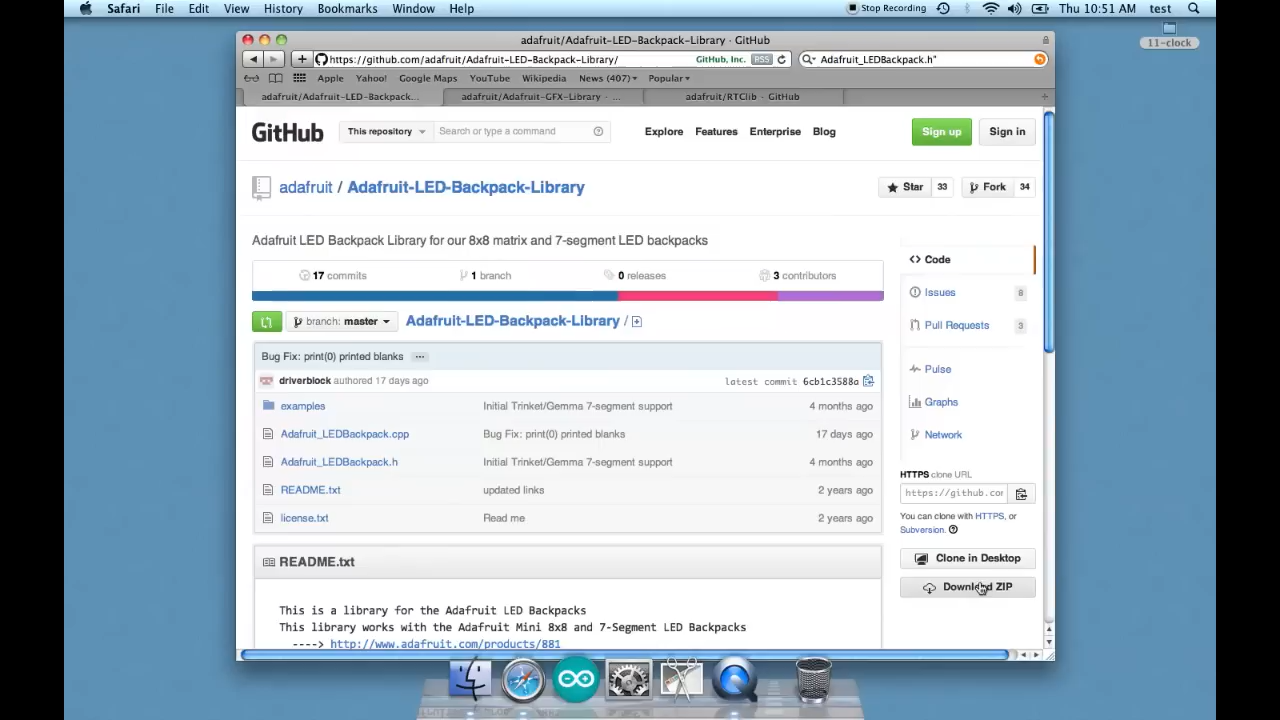 Safari File Edit View History Bookmarks Window Help Stop Recording Thu 10:51 AM test
11-clock
adafruit/Adafruit-LED-Backpack-Library · GitHub
https://github.com/adafruit/Adafruit-LED-Backpack-Library/ GitHub, Inc. RSS Adafruit_LEDBackpack.h"
Apple Yahoo! Google Maps YouTube Wikipedia News (407) Popular
adafruit/Adafruit-LED-Backpack... adafruit/Adafruit-GFX-Library · ... adafruit/RTClib · GitHub
GitHub This repository Search or type a command Explore Features Enterprise Blog Sign up Sign in
adafruit / Adafruit-LED-Backpack-Library Star 33 Fork 34
Adafruit LED Backpack Library for our 8x8 matrix and 7-segment LED backpacks
17 commits 1 branch 0 releases 3 contributors
branch: master Adafruit-LED-Backpack-Library /
Bug Fix: print(0) printed blanks ...
driverblock authored 17 days ago latest commit 6cb1c3588a
examples Initial Trinket/Gemma 7-segment support 4 months ago
Adafruit_LEDBackpack.cpp Bug Fix: print(0) printed blanks 17 days ago
Adafruit_LEDBackpack.h Initial Trinket/Gemma 7-segment support 4 months ago
README.txt updated links 2 years ago
license.txt Read me 2 years ago
README.txt
This is a library for the Adafruit LED Backpacks
This library works with the Adafruit Mini 8x8 and 7-Segment LED Backpacks
----> http://www.adafruit.com/products/881
Code
Issues 8
Pull Requests 3
Pulse
Graphs
Network
HTTPS clone URL
https://github.com
You can clone with HTTPS, or
Subversion.
Clone in Desktop
Download ZIP